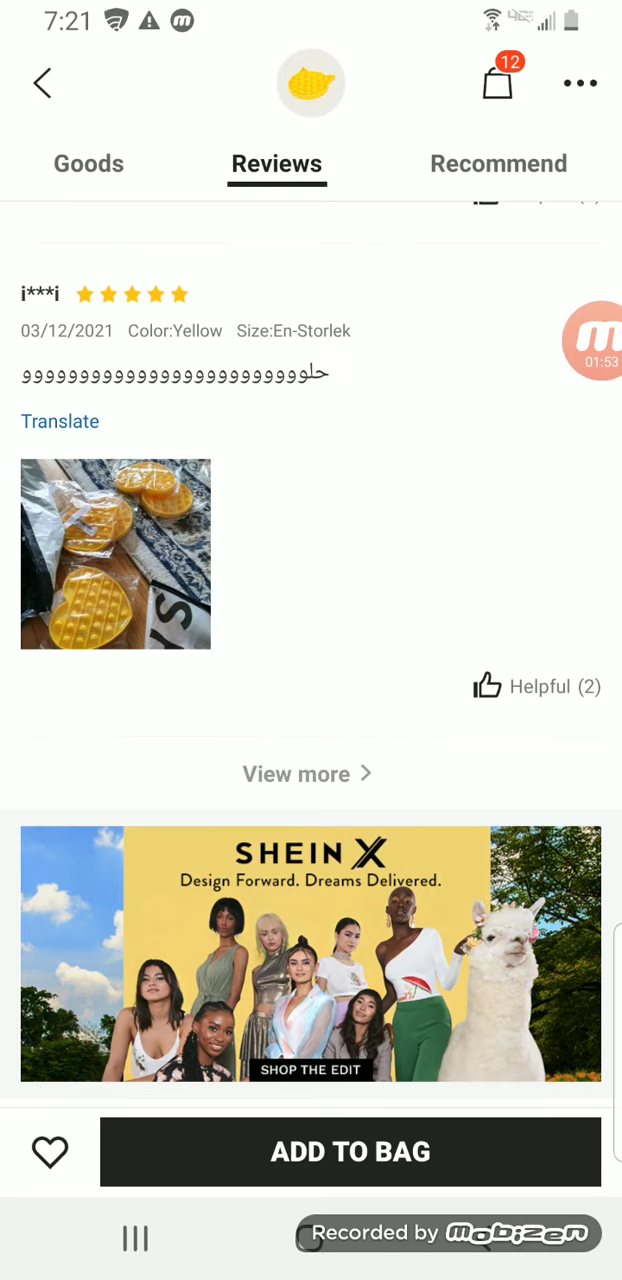 7:21
12
Goods Reviews Recommend
i***i
03/12/2021 Color:Yellow Size:En-Storlek
01:53
حلووووووووووووووووووووووووو
Translate
Helpful (2)
View more
SHEIN X
Design Forward. Dreams Delivered.
SHOP THE EDIT
ADD TO BAG
Recorded by mobizen